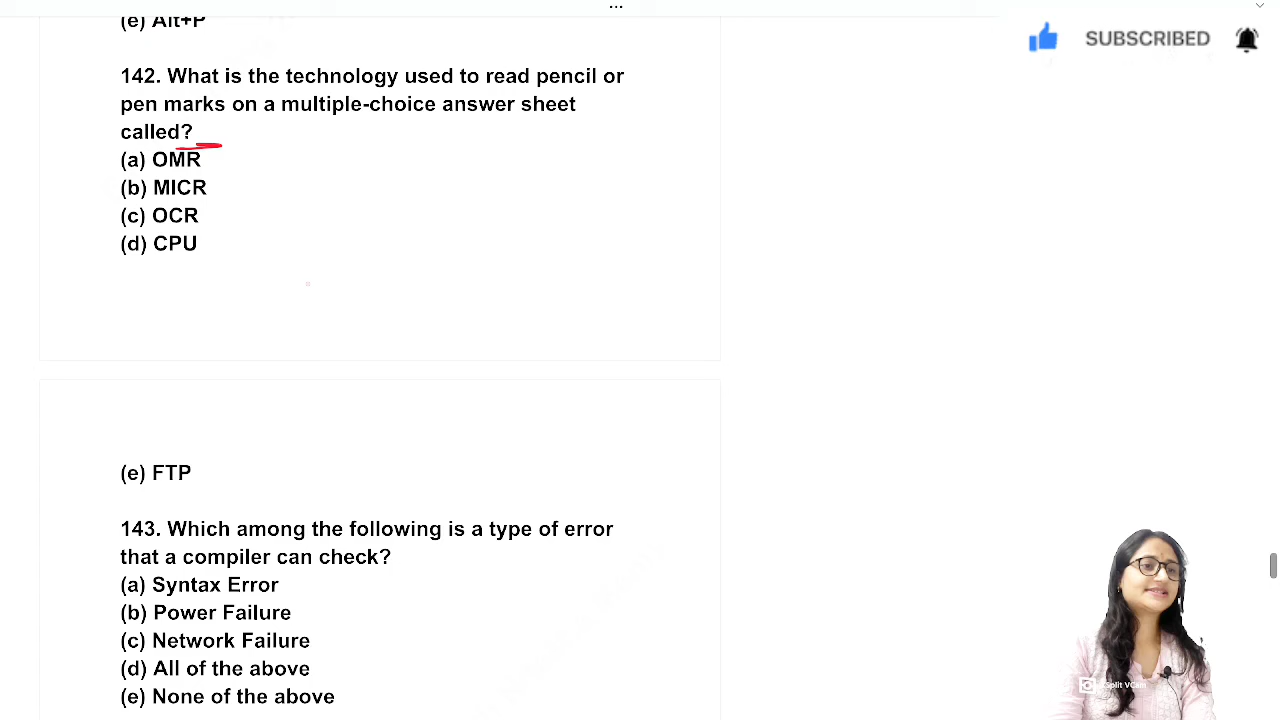 (e) Alt+P
SUBSCRIBED
142. What is the technology used to read pencil or
pen marks on a multiple-choice answer sheet
called?
(a) OMR
(b) MICR
(c) OCR
(d) CPU
(e) FTP
143. Which among the following is a type of error
that a compiler can check?
(a) Syntax Error
(b) Power Failure
(c) Network Failure
(d) All of the above
(e) None of the above
XSplit VCam